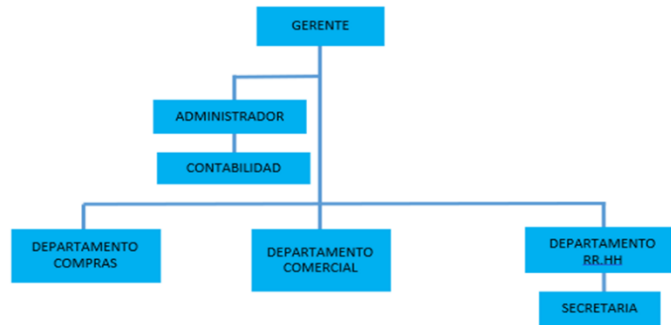 GERENTE
ADMINISTRADOR
CONTABILIDAD
DEPARTAMENTO
COMPRAS
DEPARTAMENTO
COMERCIAL
DEPARTAMENTO
RR.HH
SECRETARIA